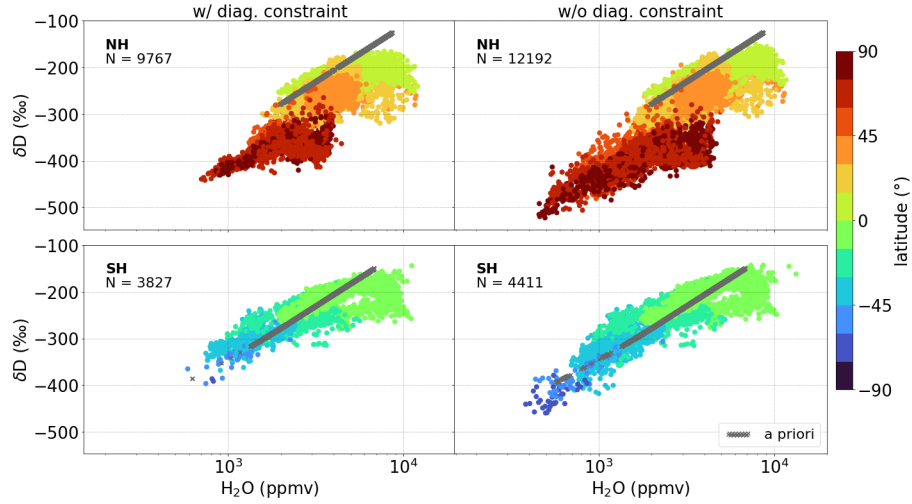 w/ diag. constraint
w/o diag. constraint
−100
−200
−300
−400
−500
δD (‰)
NH
N = 9767
NH
N = 12192
−100
−200
−300
−400
−500
δD (‰)
SH
N = 3827
SH
N = 4411
a priori
10³
10⁴
H₂O (ppmv)
10³
10⁴
H₂O (ppmv)
90
45
0
−45
−90
latitude (°)